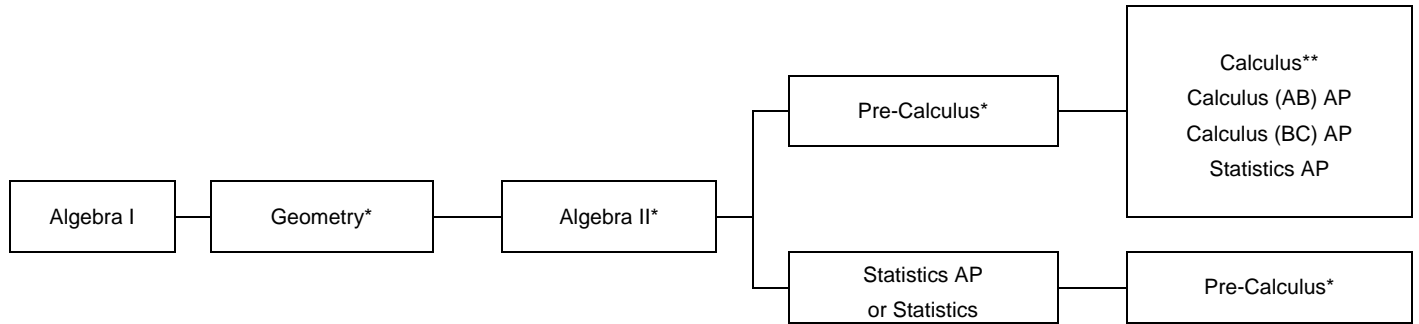 Algebra I
Geometry*
Algebra II*
Pre-Calculus*
Calculus**
Calculus (AB) AP
Calculus (BC) AP
Statistics AP
Statistics AP
or Statistics
Pre-Calculus*